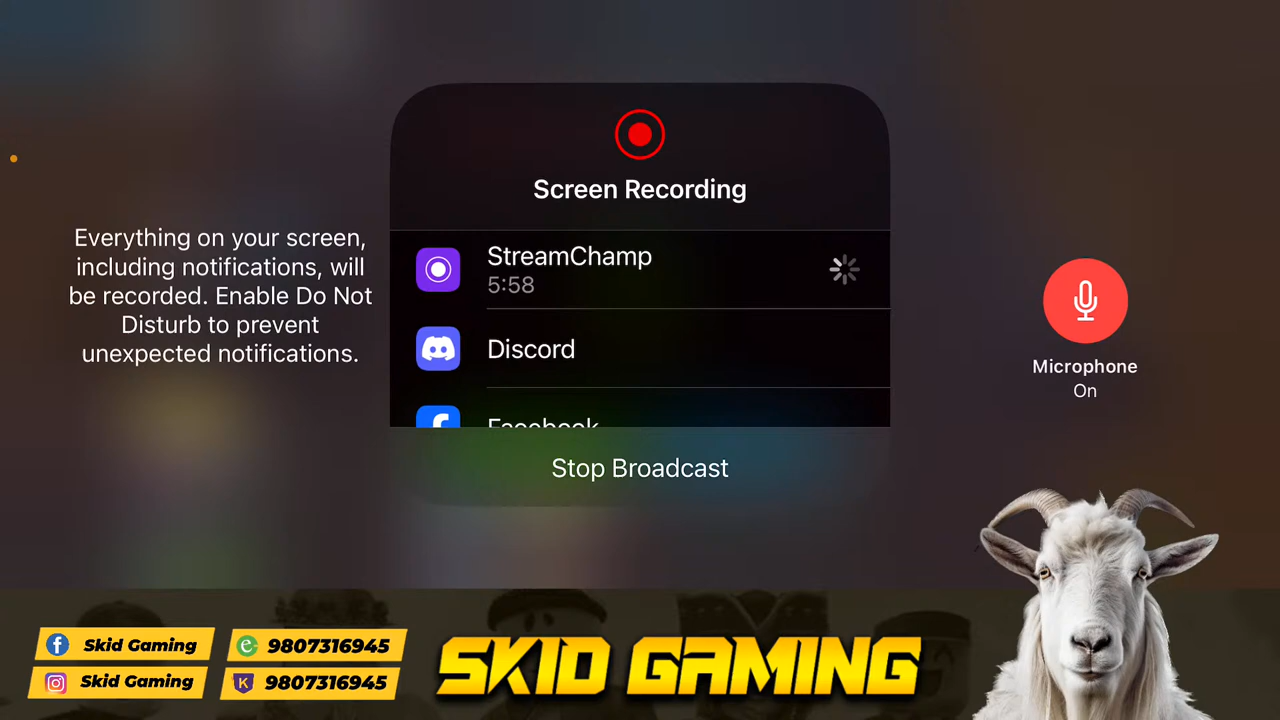 Screen Recording
Everything on your screen,
including notifications, will
be recorded. Enable Do Not
Disturb to prevent
unexpected notifications.
StreamChamp
5:58
Discord
Facebook
Stop Broadcast
Microphone
On
Skid Gaming
9807316945
Skid Gaming
9807316945
SKID GAMING